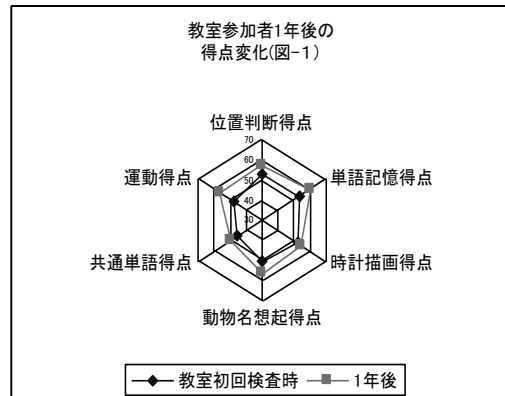 教室参加者1年後の
得点変化(図-1)
位置判断得点
70
60
50
40
30
運動得点
単語記憶得点
共通単語得点
時計描画得点
動物名想起得点
教室初回検査時
1年後